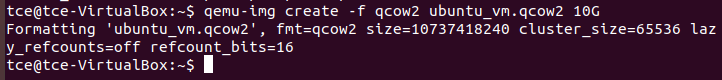 tce@tce-VirtualBox:~$ qemu-img create -f qcow2 ubuntu_vm.qcow2 10G
Formatting 'ubuntu_vm.qcow2', fmt=qcow2 size=10737418240 cluster_size=65536 laz
y_refcounts=off refcount_bits=16
tce@tce-VirtualBox:~$